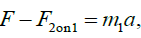 F − F₂ₒₙ₁ = m₁a,